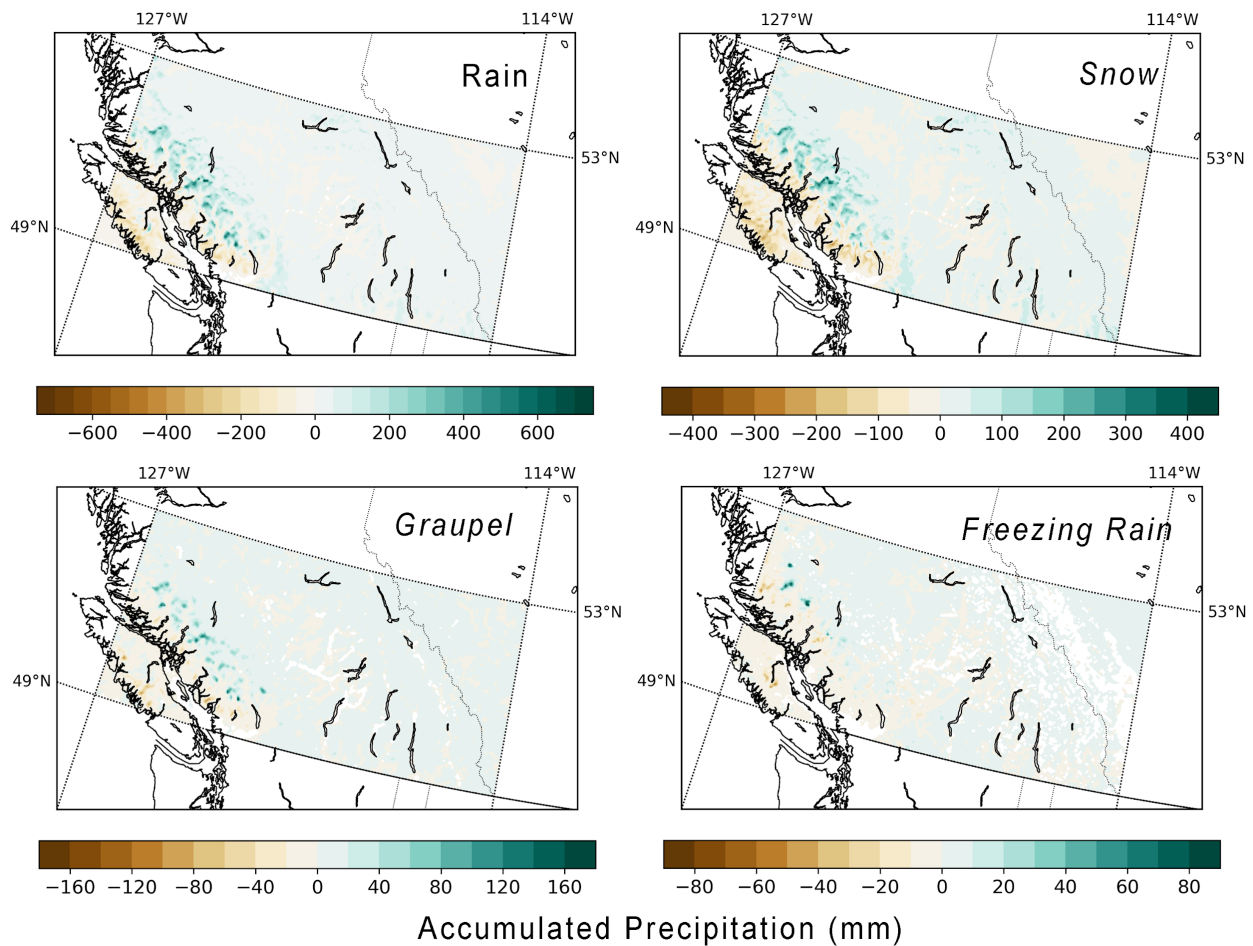 127°W 114°W 127°W 114°W
Rain Snow
53°N 53°N
49°N 49°N
−600 −400 −200 0 200 400 600 −400 −300 −200 −100 0 100 200 300 400
127°W 114°W 127°W 114°W
Graupel Freezing Rain
53°N 53°N
49°N 49°N
−160 −120 −80 −40 0 40 80 120 160 −80 −60 −40 −20 0 20 40 60 80
Accumulated Precipitation (mm)